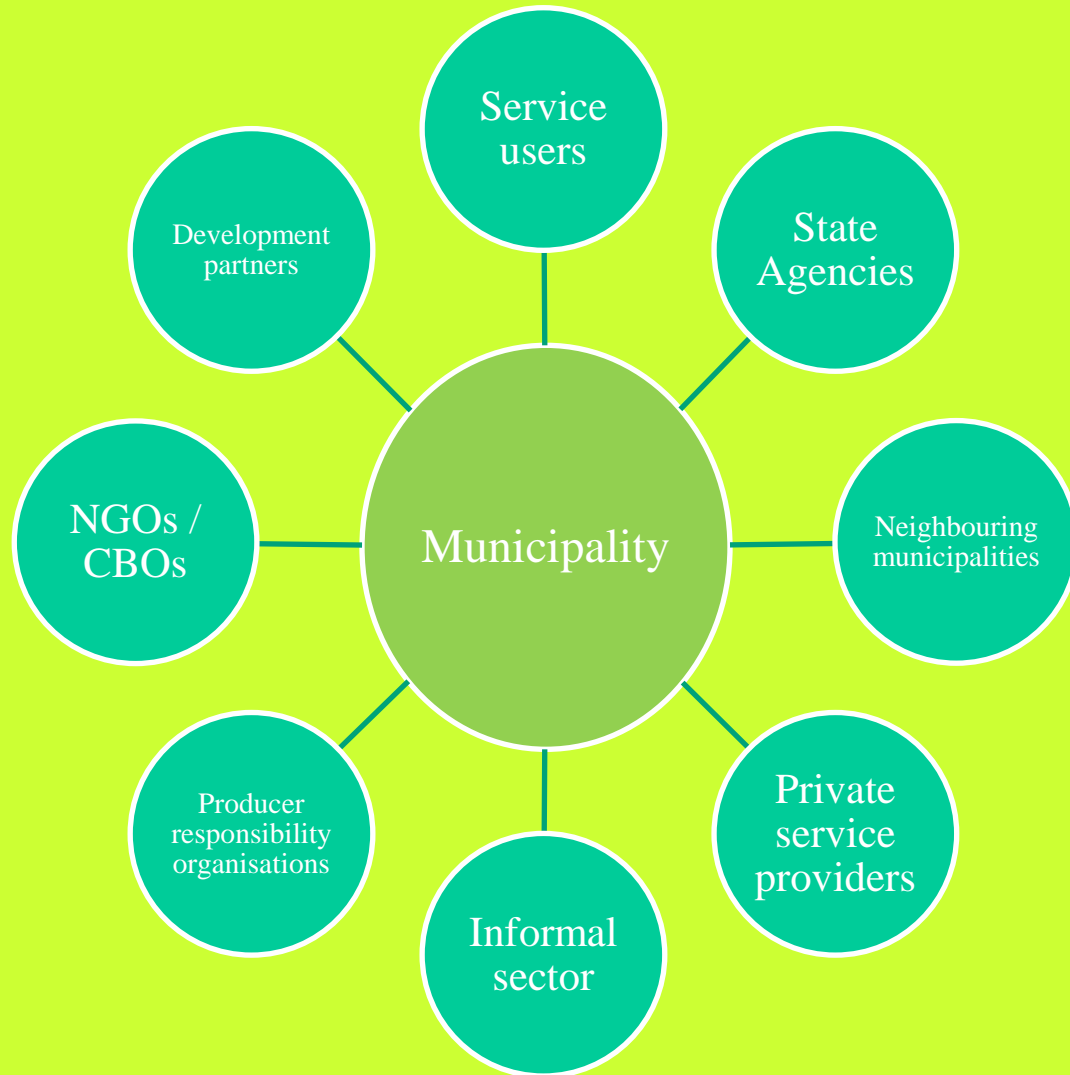 Service
users
State
Agencies
Neighbouring
municipalities
Private
service
providers
Informal
sector
Producer
responsibility
organisations
NGOs /
CBOs
Development
partners
Municipality